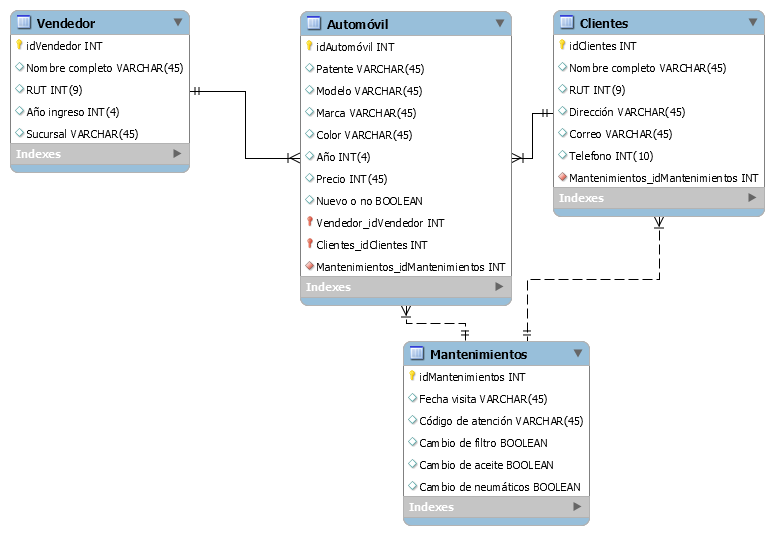 Vendedor
idVendedor INT
Nombre completo VARCHAR(45)
RUT INT(9)
Año ingreso INT(4)
Sucursal VARCHAR(45)
Indexes
Automóvil
idAutomóvil INT
Patente VARCHAR(45)
Modelo VARCHAR(45)
Marca VARCHAR(45)
Color VARCHAR(45)
Año INT(4)
Precio INT(45)
Nuevo o no BOOLEAN
Vendedor_idVendedor INT
Clientes_idClientes INT
Mantenimientos_idMantenimientos INT
Indexes
Clientes
idClientes INT
Nombre completo VARCHAR(45)
RUT INT(9)
Dirección VARCHAR(45)
Correo VARCHAR(45)
Telefono INT(10)
Mantenimientos_idMantenimientos INT
Indexes
Mantenimientos
idMantenimientos INT
Fecha visita VARCHAR(45)
Código de atención VARCHAR(45)
Cambio de filtro BOOLEAN
Cambio de aceite BOOLEAN
Cambio de neumáticos BOOLEAN
Indexes